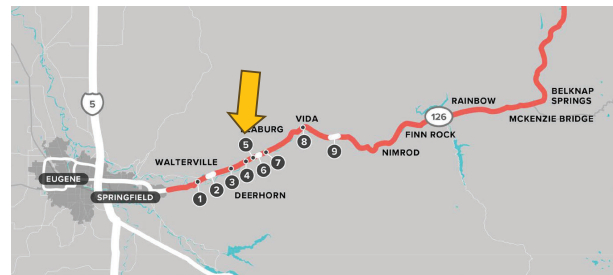 5
126
RAINBOW
BELKNAP
SPRINGS
MCKENZIE BRIDGE
FINN ROCK
VIDA
8
9
NIMROD
5
WALTERVILLE
7
6
4
3
2
1
DEERHORN
EUGENE
SPRINGFIELD